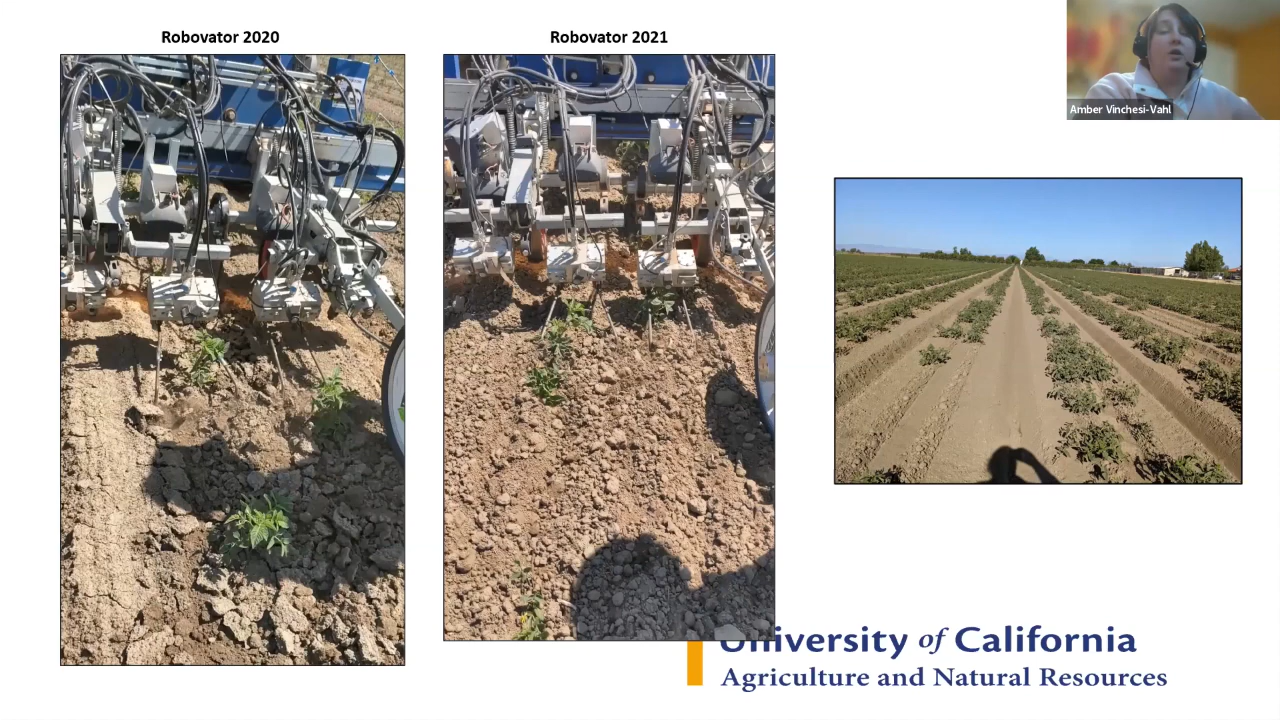 Robovator 2020
Robovator 2021
Amber Vinchesi-Vahl
University of California
Agriculture and Natural Resources